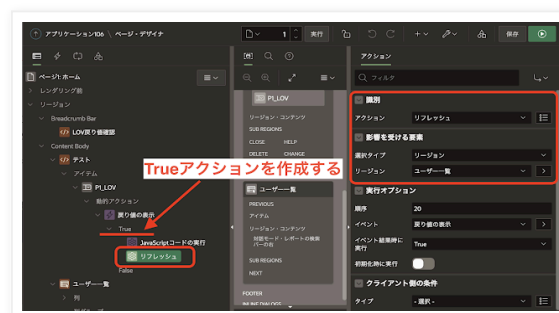 アプリケーション106 \ ページ・デザイナ
1
実行
保存
ページ1: ホーム
レンダリング前
リージョン
Breadcrumb Bar
LOV戻り値確認
Content Body
テスト
アイテム
P1_LOV
動的アクション
戻り値の表示
True
JavaScriptコードの実行
リフレッシュ
False
ユーザー一覧
列
Trueアクションを作成する
P1_LOV
リージョン・コンテンツ
SUB REGIONS
CLOSE HELP
DELETE CHANGE
ユーザー一覧
PREVIOUS
アイテム
リージョン・コンテンツ
対話モード・レポートの検索
バーの右
SUB REGIONS
NEXT
FOOTER
INLINE DIALOGS
アクション
フィルタ
識別
アクション リフレッシュ
影響を受ける要素
選択タイプ リージョン
リージョン ユーザー一覧
実行オプション
順序 20
イベント 戻り値の表示
イベント結果時に
実行 True
初期化時に実行
クライアント側の条件
タイプ - 選択 -